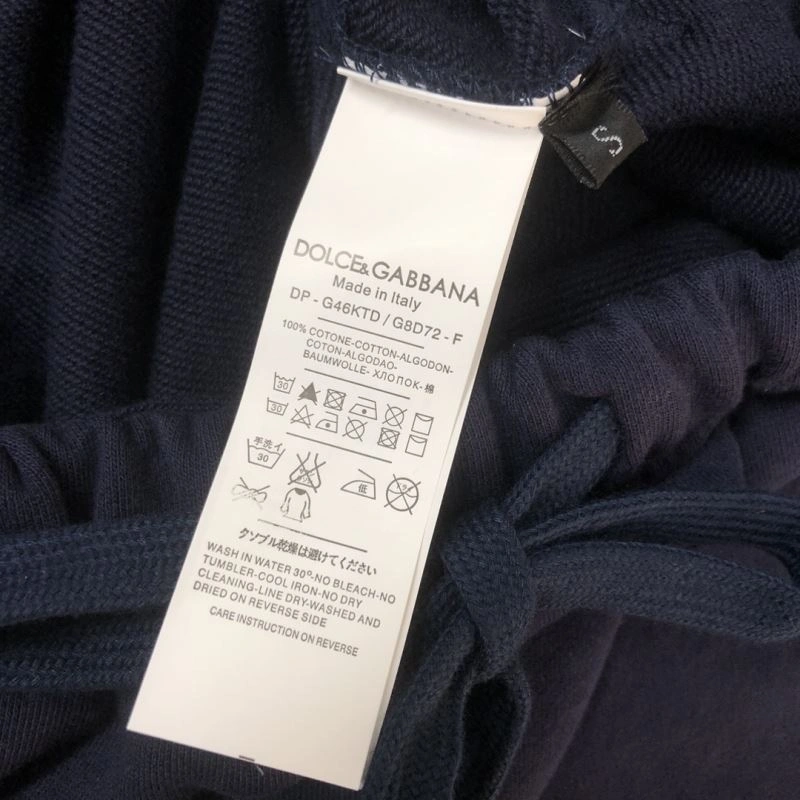 S
DOLCE&GABBANA
Made in Italy
DP - G46KTD / G8D72 - F
100% COTONE-COTTON-ALGODON-
COTON-ALGODAO-
BAUMWOLLE- ХЛОПОК- 棉
30
30
手洗イ
30
低
クソブル乾燥は避けてください
WASH IN WATER 30°-NO BLEACH-NO
TUMBLER-COOL IRON-NO DRY
CLEANING-LINE DRY-WASHED AND
DRIED ON REVERSE SIDE
CARE INSTRUCTION ON REVERSE